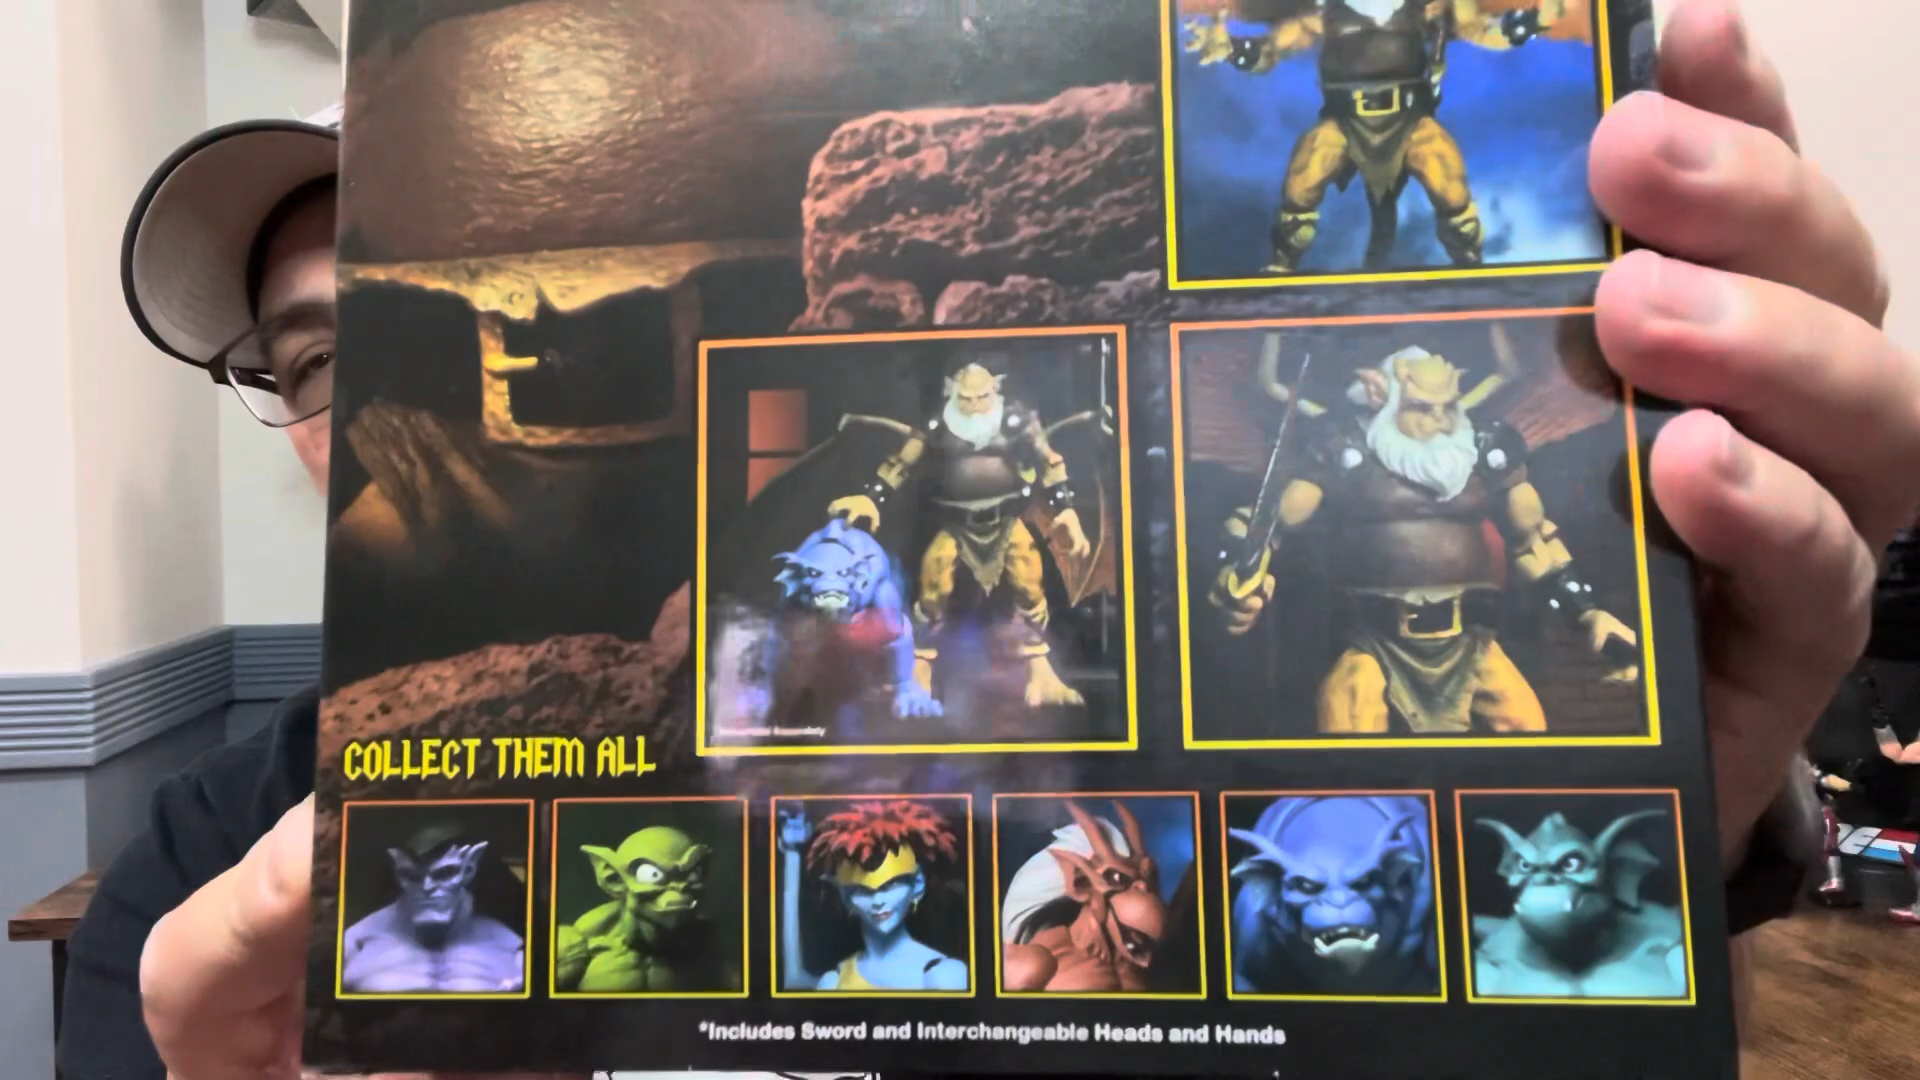 COLLECT THEM ALL
*Includes Sword and Interchangeable Heads and Hands